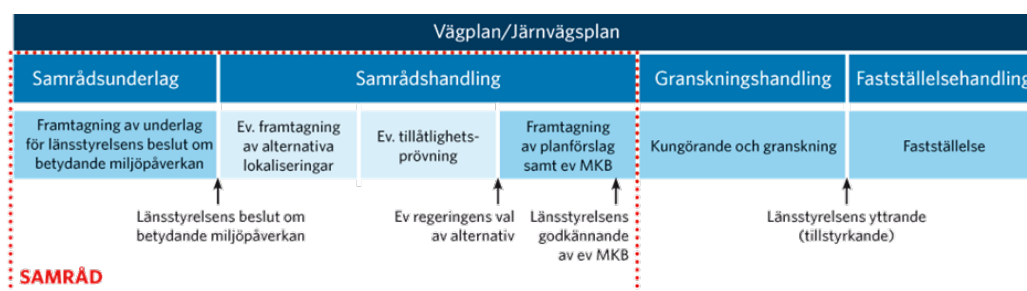 Vägplan/Järnvägsplan
Samrådsunderlag
Samrådshandling
Granskningshandling
Fastställelsehandling
Framtagning av underlag
för länsstyrelsens beslut om
betydande miljöpåverkan
Ev. framtagning
av alternativa
lokaliseringar
Ev. tillåtlighets-
prövning
Framtagning
av planförslag
samt ev MKB
Kungörande och granskning
Fastställelse
Länsstyrelsens beslut om
betydande miljöpåverkan
Ev regeringens val
av alternativ
Länsstyrelsens
godkännande
av ev MKB
Länsstyrelsens yttrande
(tillstyrkande)
SAMRÅD